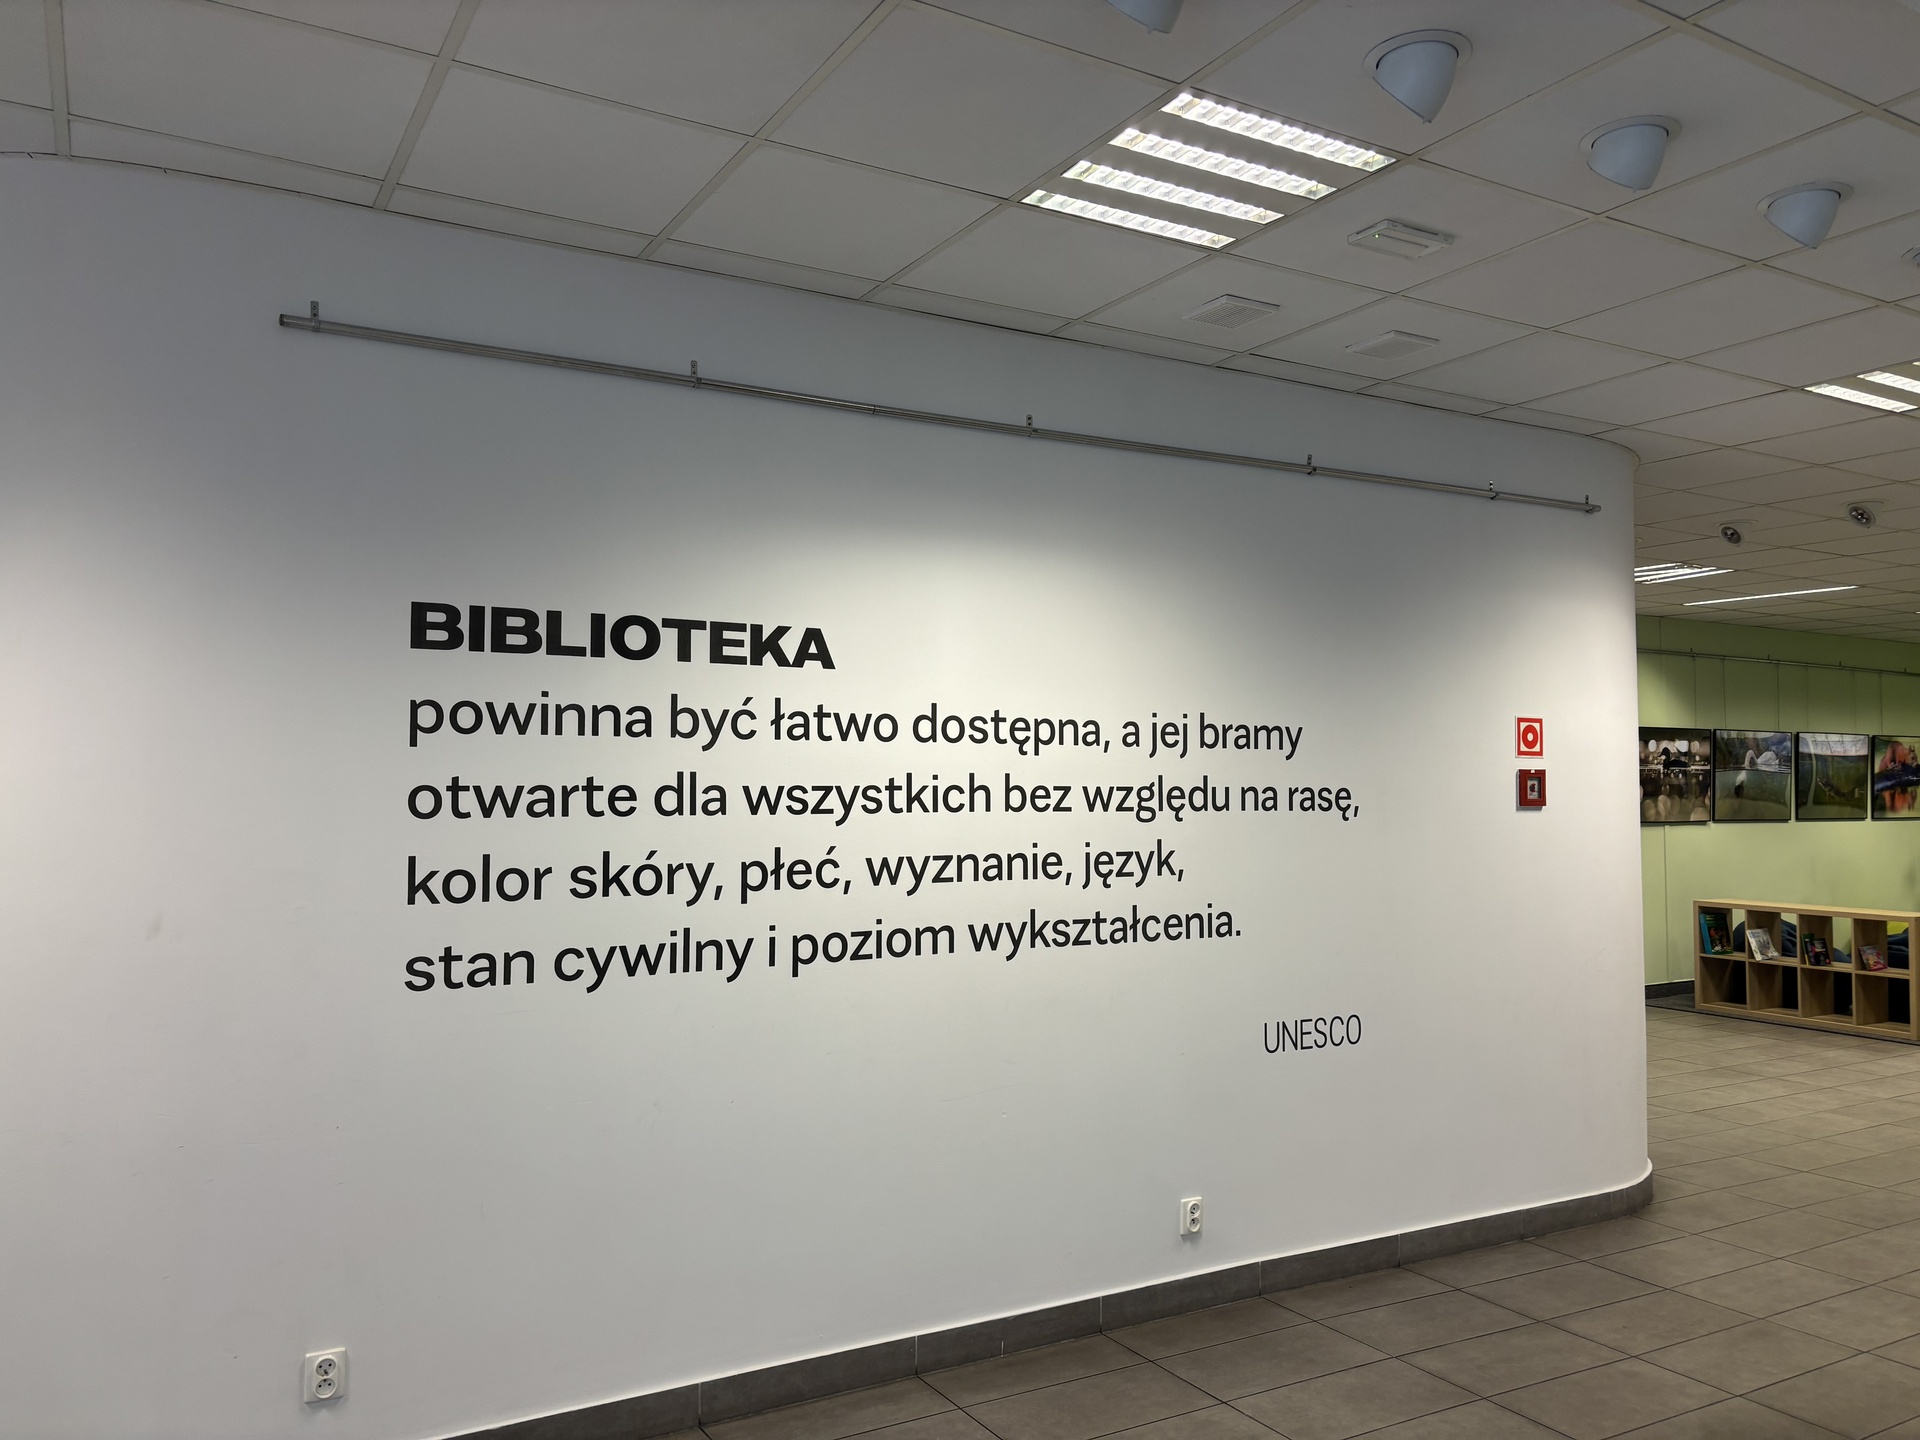 BIBLIOTEKA
powinna być łatwo dostępna, a jej bramy
otwarte dla wszystkich bez względu na rasę,
kolor skóry, płeć, wyznanie, język,
stan cywilny i poziom wykształcenia.
UNESCO